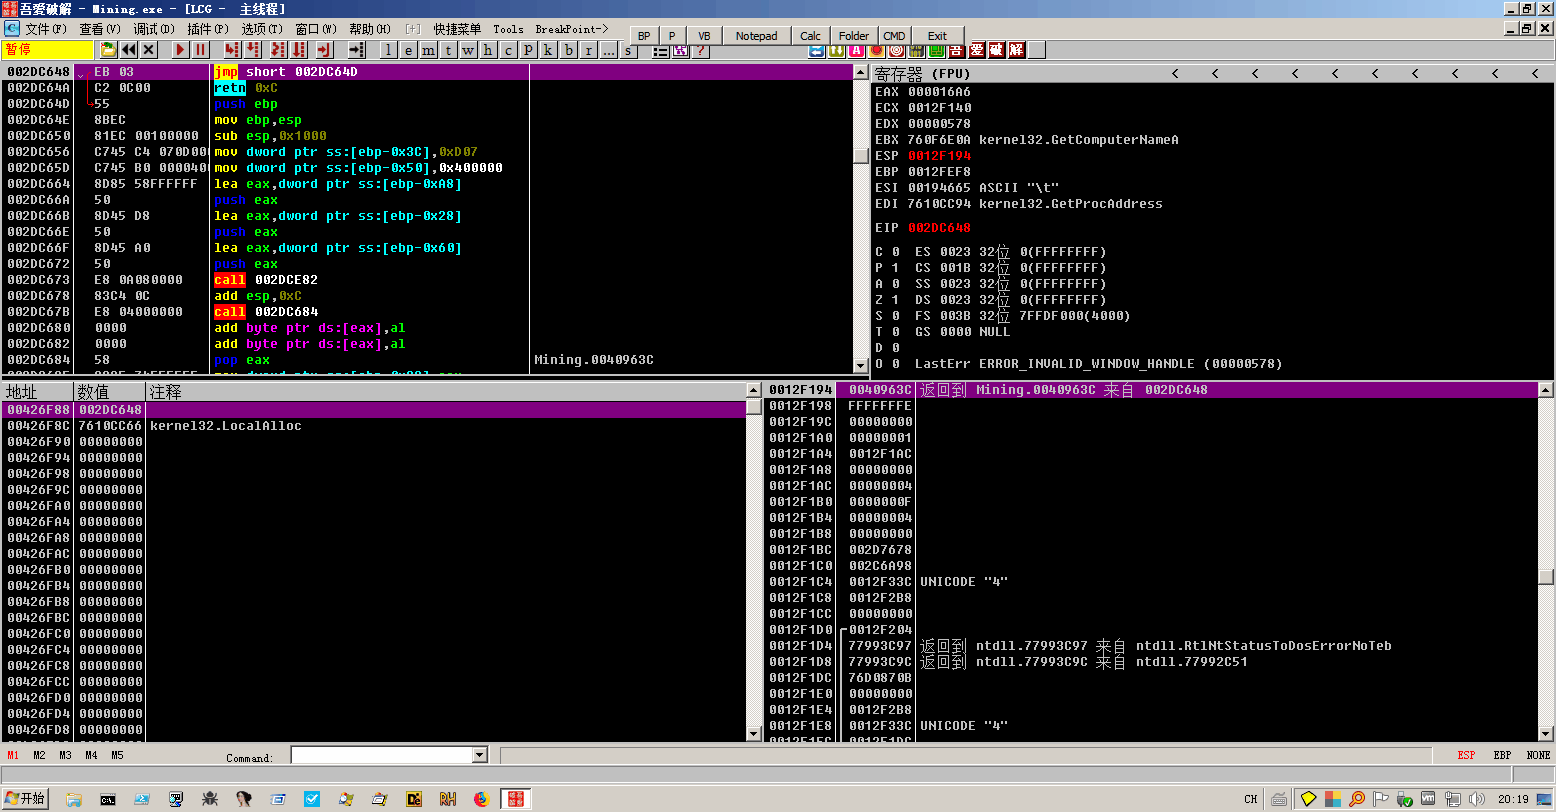 吾爱破解 - Mining.exe - [LCG - 主线程]
文件(F) 查看(V) 调试(D) 插件(P) 选项(T) 窗口(W) 帮助(H) [+] 快捷菜单 Tools BreakPoint->
BP P VB Notepad Calc Folder CMD Exit
暂停 l e m t w h c p k b r ... s ? 吾 爱 破 解
002DC648 EB 03 jmp short 002DC64D
002DC64A C2 0C00 retn 0xC
002DC64D 55 push ebp
002DC64E 8BEC mov ebp,esp
002DC650 81EC 00100000 sub esp,0x1000
002DC656 C745 C4 070D00 mov dword ptr ss:[ebp-0x3C],0xD07
002DC65D C745 B0 000040 mov dword ptr ss:[ebp-0x50],0x400000
002DC664 8D85 58FFFFFF lea eax,dword ptr ss:[ebp-0xA8]
002DC66A 50 push eax
002DC66B 8D45 D8 lea eax,dword ptr ss:[ebp-0x28]
002DC66E 50 push eax
002DC66F 8D45 A0 lea eax,dword ptr ss:[ebp-0x60]
002DC672 50 push eax
002DC673 E8 0A080000 call 002DCE82
002DC678 83C4 0C add esp,0xC
002DC67B E8 04000000 call 002DC684
002DC680 0000 add byte ptr ds:[eax],al
002DC682 0000 add byte ptr ds:[eax],al
002DC684 58 pop eax Mining.0040963C
寄存器 (FPU) < < < < < < < < < <
EAX 000016A6
ECX 0012F140
EDX 00000578
EBX 760F6E0A kernel32.GetComputerNameA
ESP 0012F194
EBP 0012FEF8
ESI 00194665 ASCII "\t"
EDI 7610CC94 kernel32.GetProcAddress
EIP 002DC648
C 0 ES 0023 32位 0(FFFFFFFF)
P 1 CS 001B 32位 0(FFFFFFFF)
A 0 SS 0023 32位 0(FFFFFFFF)
Z 1 DS 0023 32位 0(FFFFFFFF)
S 0 FS 003B 32位 7FFDF000(4000)
T 0 GS 0000 NULL
D 0
O 0 LastErr ERROR_INVALID_WINDOW_HANDLE (00000578)
地址 数值 注释
00426F88 002DC648
00426F8C 7610CC66 kernel32.LocalAlloc
00426F90 00000000
00426F94 00000000
00426F98 00000000
00426F9C 00000000
00426FA0 00000000
00426FA4 00000000
00426FA8 00000000
00426FAC 00000000
00426FB0 00000000
00426FB4 00000000
00426FB8 00000000
00426FBC 00000000
00426FC0 00000000
00426FC4 00000000
00426FC8 00000000
00426FCC 00000000
00426FD0 00000000
00426FD4 00000000
00426FD8 00000000
0012F194 0040963C 返回到 Mining.0040963C 来自 002DC648
0012F198 FFFFFFFE
0012F19C 00000000
0012F1A0 00000001
0012F1A4 0012F1AC
0012F1A8 00000000
0012F1AC 00000004
0012F1B0 0000000F
0012F1B4 00000004
0012F1B8 00000000
0012F1BC 002D7678
0012F1C0 002C6A98
0012F1C4 0012F33C UNICODE "4"
0012F1C8 0012F2B8
0012F1CC 00000000
0012F1D0 0012F204
0012F1D4 77993C97 返回到 ntdll.77993C97 来自 ntdll.RtlNtStatusToDosErrorNoTeb
0012F1D8 77993C9C 返回到 ntdll.77993C9C 来自 ntdll.77992C51
0012F1DC 76D0870B
0012F1E0 00000000
0012F1E4 0012F2B8
0012F1E8 0012F33C UNICODE "4"
M1 M2 M3 M4 M5 Command: ESP EBP NONE
开始 CH 20:19